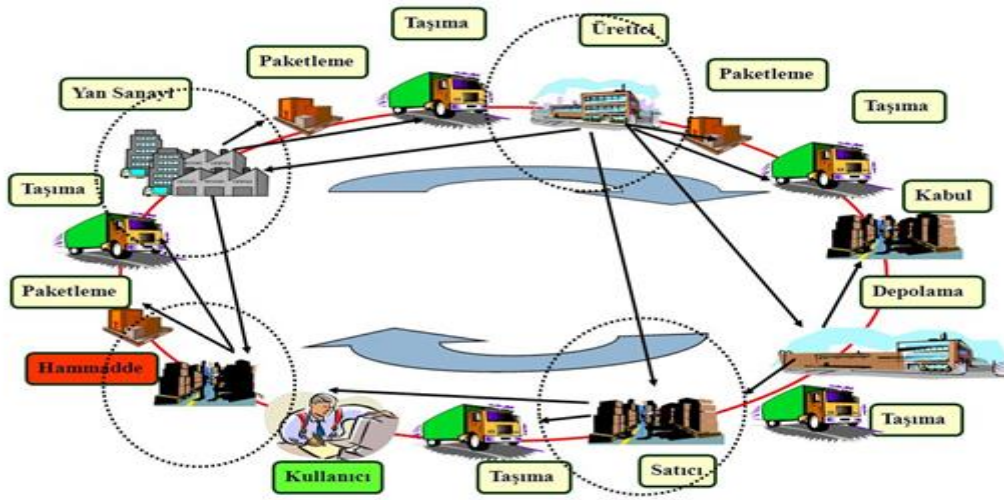 Taşıma
Üretici
Paketleme
Paketleme
Yan Sanayi
Taşıma
Taşıma
Kabul
Paketleme
Depolama
Hammadde
Taşıma
Kullanıcı
Taşıma
Satıcı